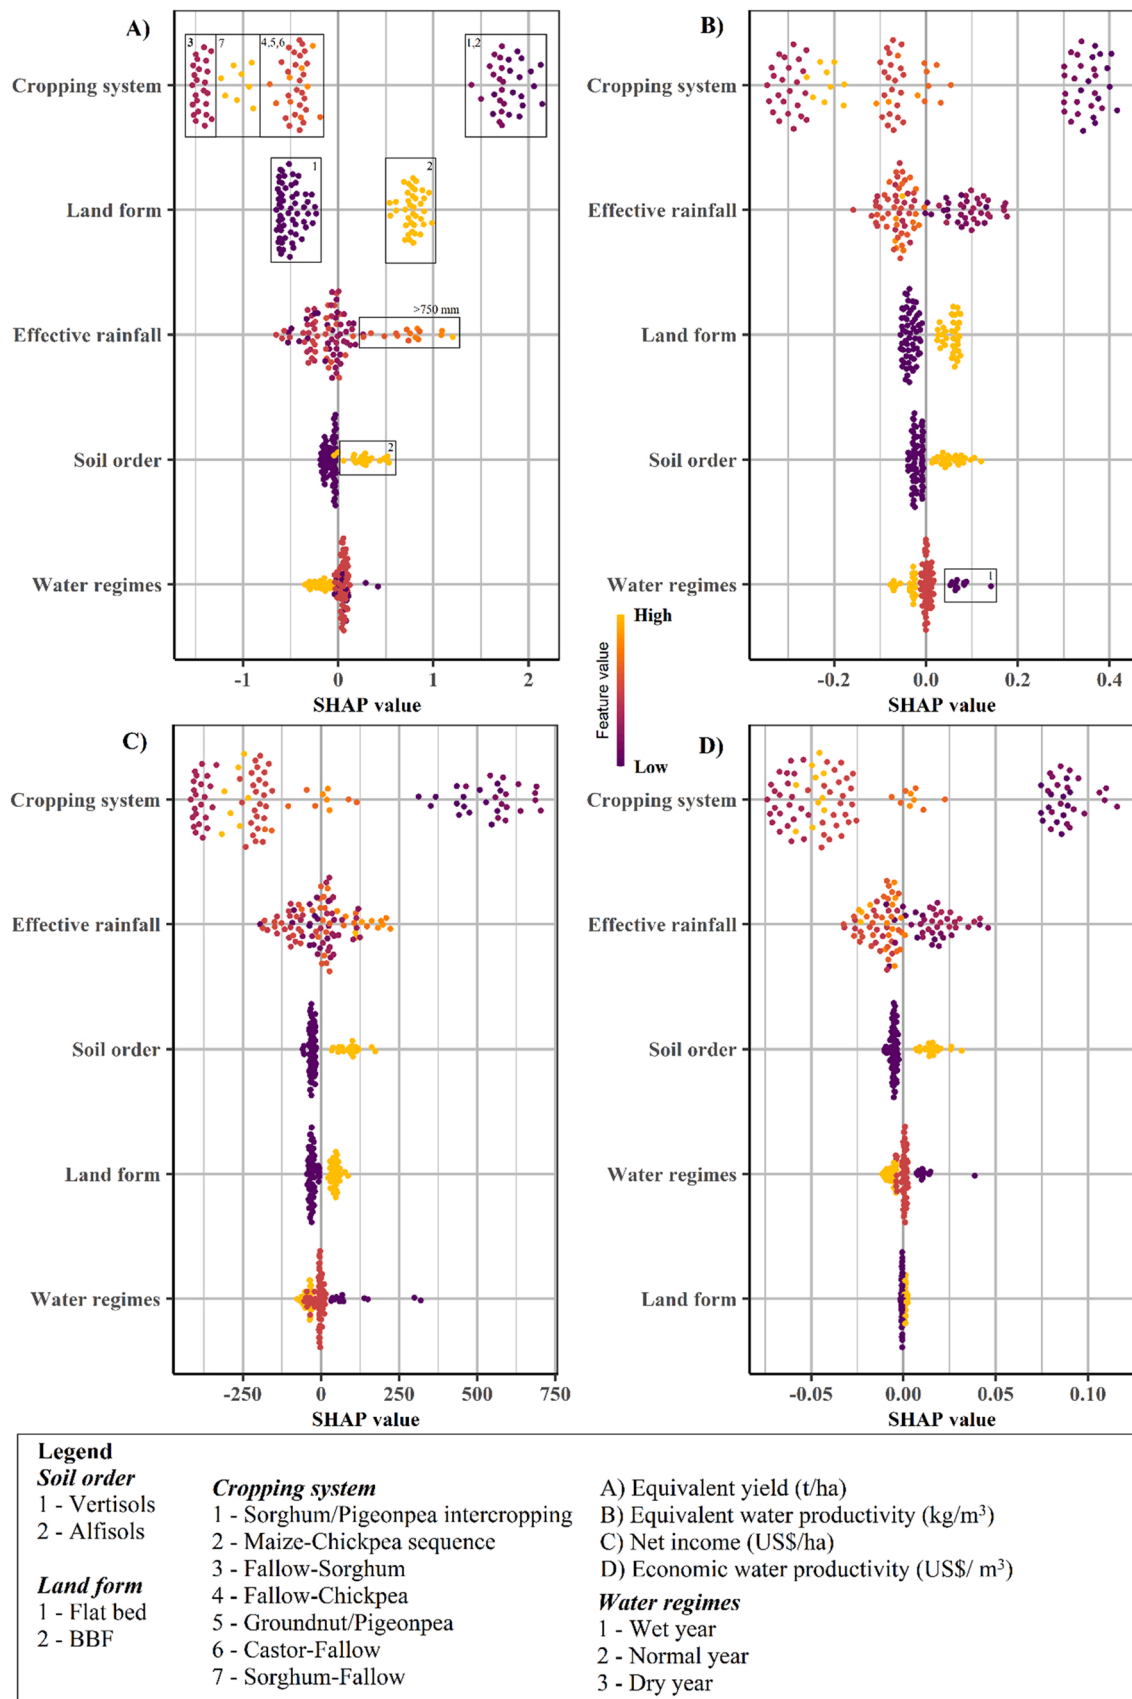 A)
3
7
4,5,6
1,2
Cropping system
1
2
Land form
>750 mm
Effective rainfall
2
Soil order
Water regimes
-1
0
1
2
SHAP value
B)
Cropping system
Effective rainfall
Land form
Soil order
Water regimes
1
-0.2
0.0
0.2
0.4
SHAP value
High
Feature value
Low
C)
Cropping system
Effective rainfall
Soil order
Land form
Water regimes
-250
0
250
500
750
SHAP value
D)
Cropping system
Effective rainfall
Soil order
Water regimes
Land form
-0.05
0.00
0.05
0.10
SHAP value
Legend
Soil order
1 - Vertisols
2 - Alfisols
Land form
1 - Flat bed
2 - BBF
Cropping system
1 - Sorghum/Pigeonpea intercropping
2 - Maize-Chickpea sequence
3 - Fallow-Sorghum
4 - Fallow-Chickpea
5 - Groundnut/Pigeonpea
6 - Castor-Fallow
7 - Sorghum-Fallow
A) Equivalent yield (t/ha)
B) Equivalent water productivity (kg/m³)
C) Net income (US$/ha)
D) Economic water productivity (US$/ m³)
Water regimes
1 - Wet year
2 - Normal year
3 - Dry year